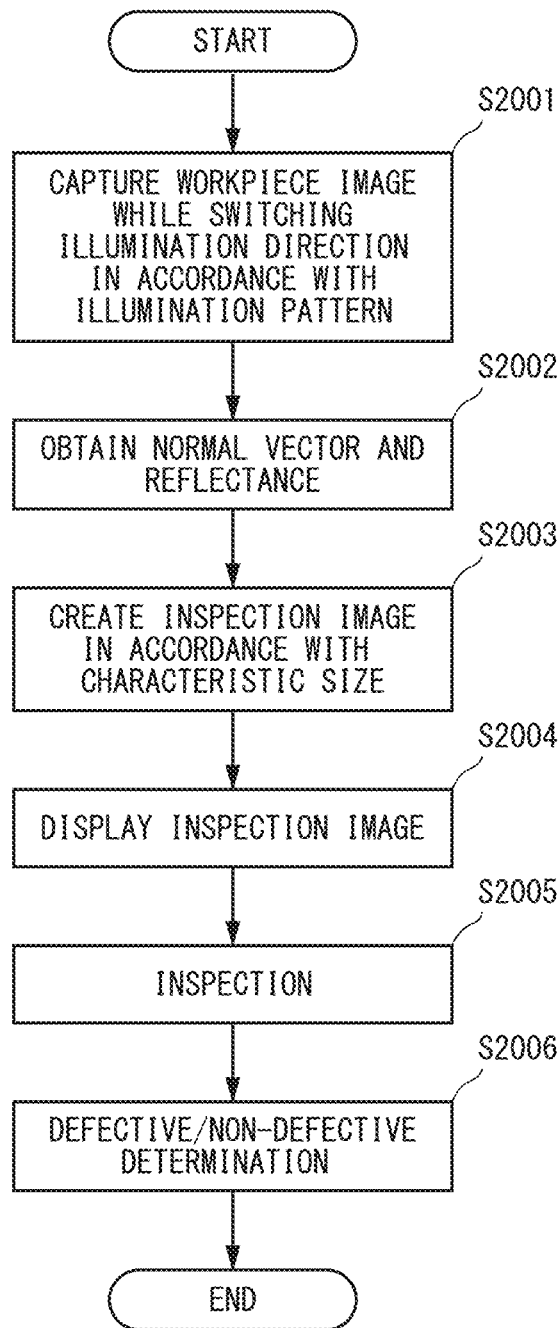 START
S2001
CAPTURE WORKPIECE IMAGE
WHILE SWITCHING
ILLUMINATION DIRECTION
IN ACCORDANCE WITH
ILLUMINATION PATTERN
S2002
OBTAIN NORMAL VECTOR AND
REFLECTANCE
S2003
CREATE INSPECTION IMAGE
IN ACCORDANCE WITH
CHARACTERISTIC SIZE
S2004
DISPLAY INSPECTION IMAGE
S2005
INSPECTION
S2006
DEFECTIVE/NON-DEFECTIVE
DETERMINATION
END